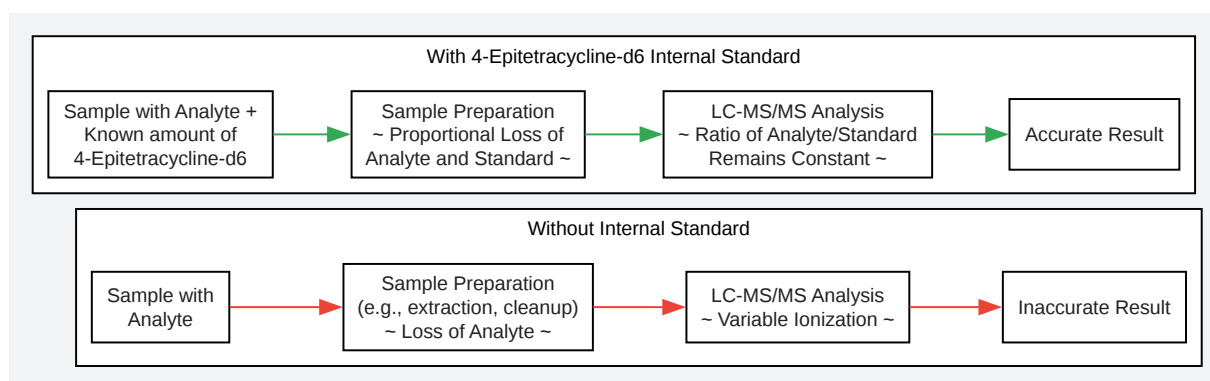 With 4-Epitetracycline-d6 Internal Standard
Sample with Analyte +
Known amount of
4-Epitetracycline-d6
Sample Preparation
~ Proportional Loss of
Analyte and Standard ~
LC-MS/MS Analysis
~ Ratio of Analyte/Standard
Remains Constant ~
Accurate Result
Without Internal Standard
Sample with
Analyte
Sample Preparation
(e.g., extraction, cleanup)
~ Loss of Analyte ~
LC-MS/MS Analysis
~ Variable Ionization ~
Inaccurate Result